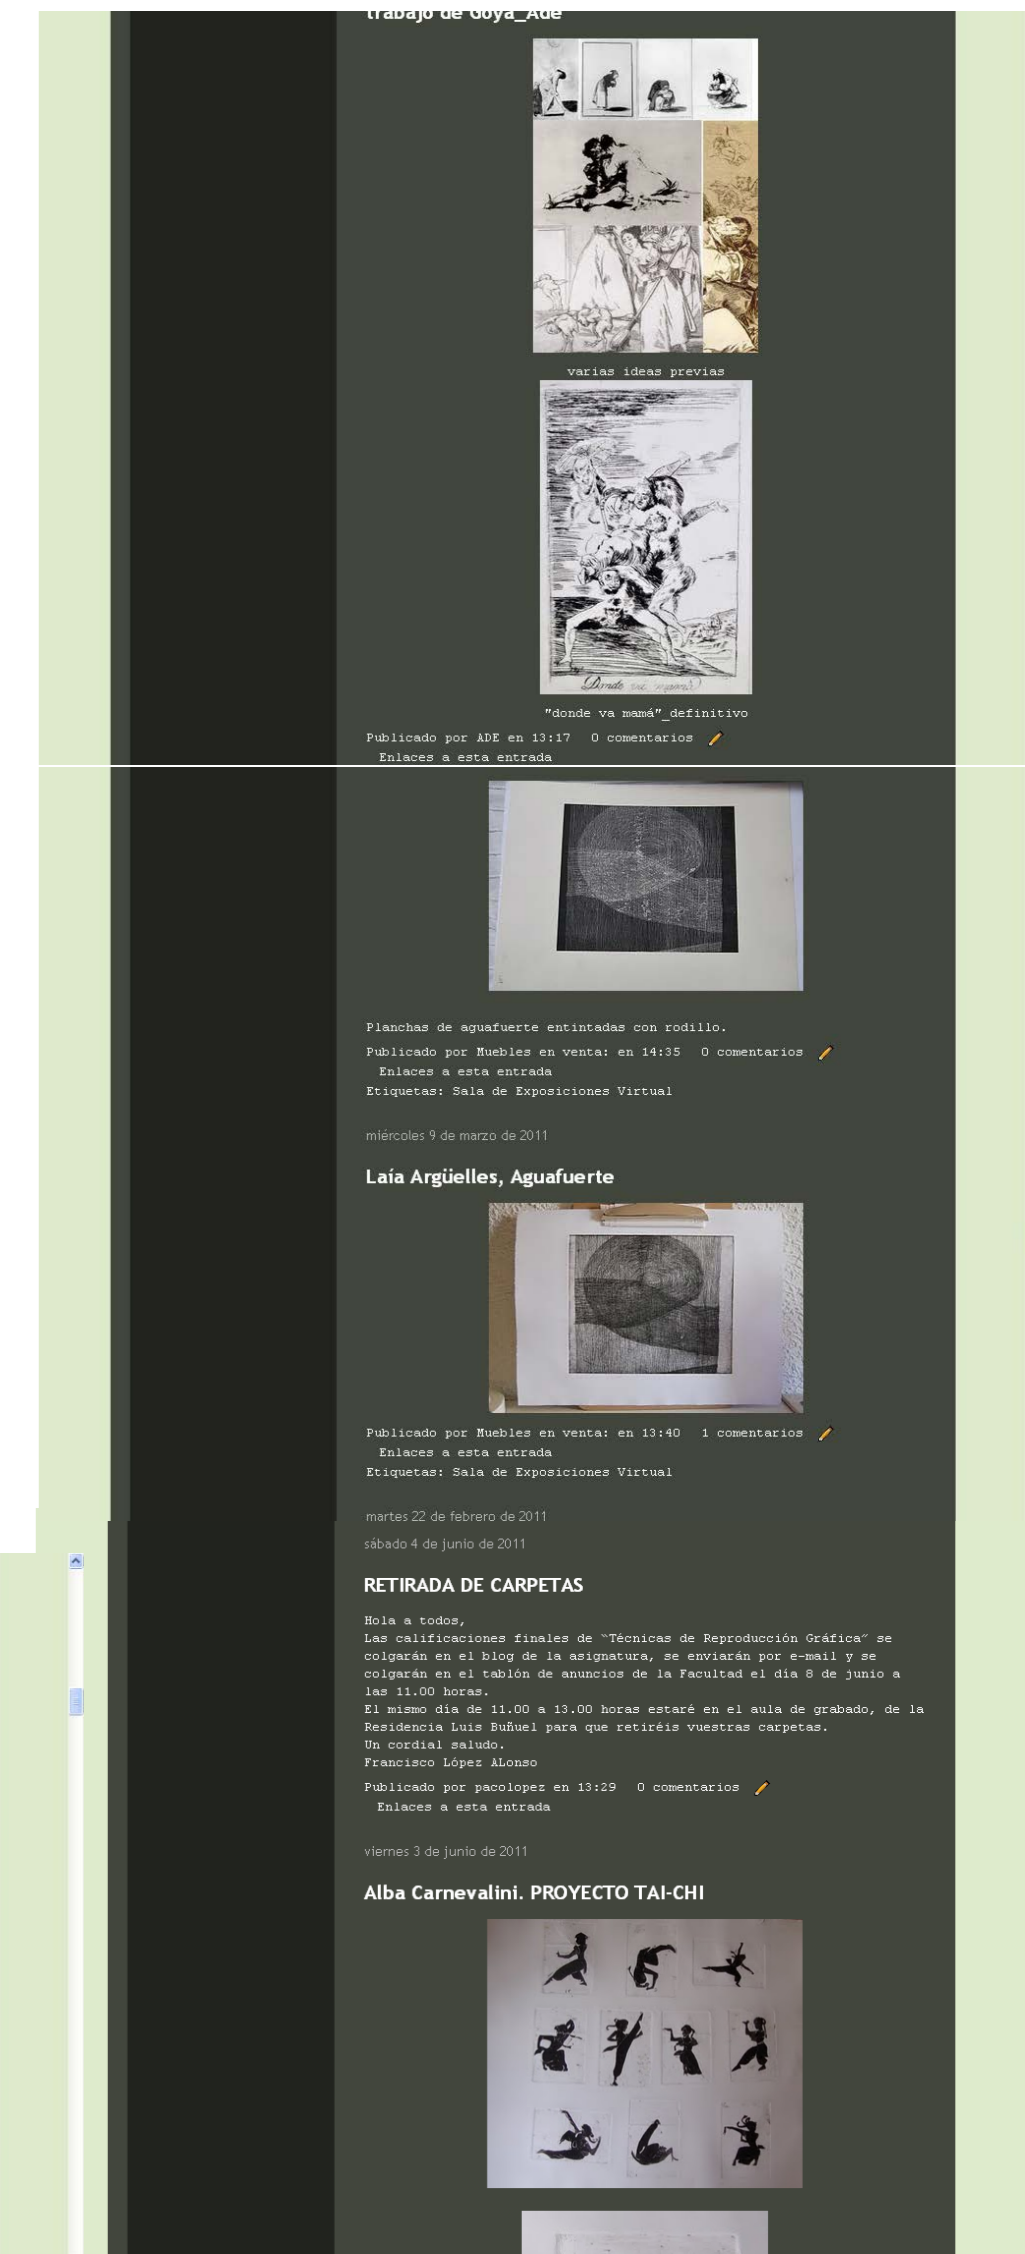 trabajo de Goya_Ade
varias ideas previas
Donde
"donde va mamá"_definitivo
Publicado por ADE en 13:17 0 comentarios
Enlaces a esta entrada
Planchas de aguafuerte entintadas con rodillo.
Publicado por Muebles en venta: en 14:35 0 comentarios
Enlaces a esta entrada
Etiquetas: Sala de Exposiciones Virtual
miércoles 9 de marzo de 2011
Laía Argüelles, Aguafuerte
Publicado por Muebles en venta: en 13:40 1 comentarios
Enlaces a esta entrada
Etiquetas: Sala de Exposiciones Virtual
martes 22 de febrero de 2011
sábado 4 de junio de 2011
RETIRADA DE CARPETAS
Hola a todos,
Las calificaciones finales de “Técnicas de Reproducción Gráfica” se
colgarán en el blog de la asignatura, se enviarán por e-mail y se
colgarán en el tablón de anuncios de la Facultad el día 8 de junio a
las 11.00 horas.
El mismo día de 11.00 a 13.00 horas estaré en el aula de grabado, de la
Residencia Luis Buñuel para que retiréis vuestras carpetas.
Un cordial saludo.
Francisco López ALonso
Publicado por pacolopez en 13:29 0 comentarios
Enlaces a esta entrada
viernes 3 de junio de 2011
Alba Carnevalini. PROYECTO TAI-CHI